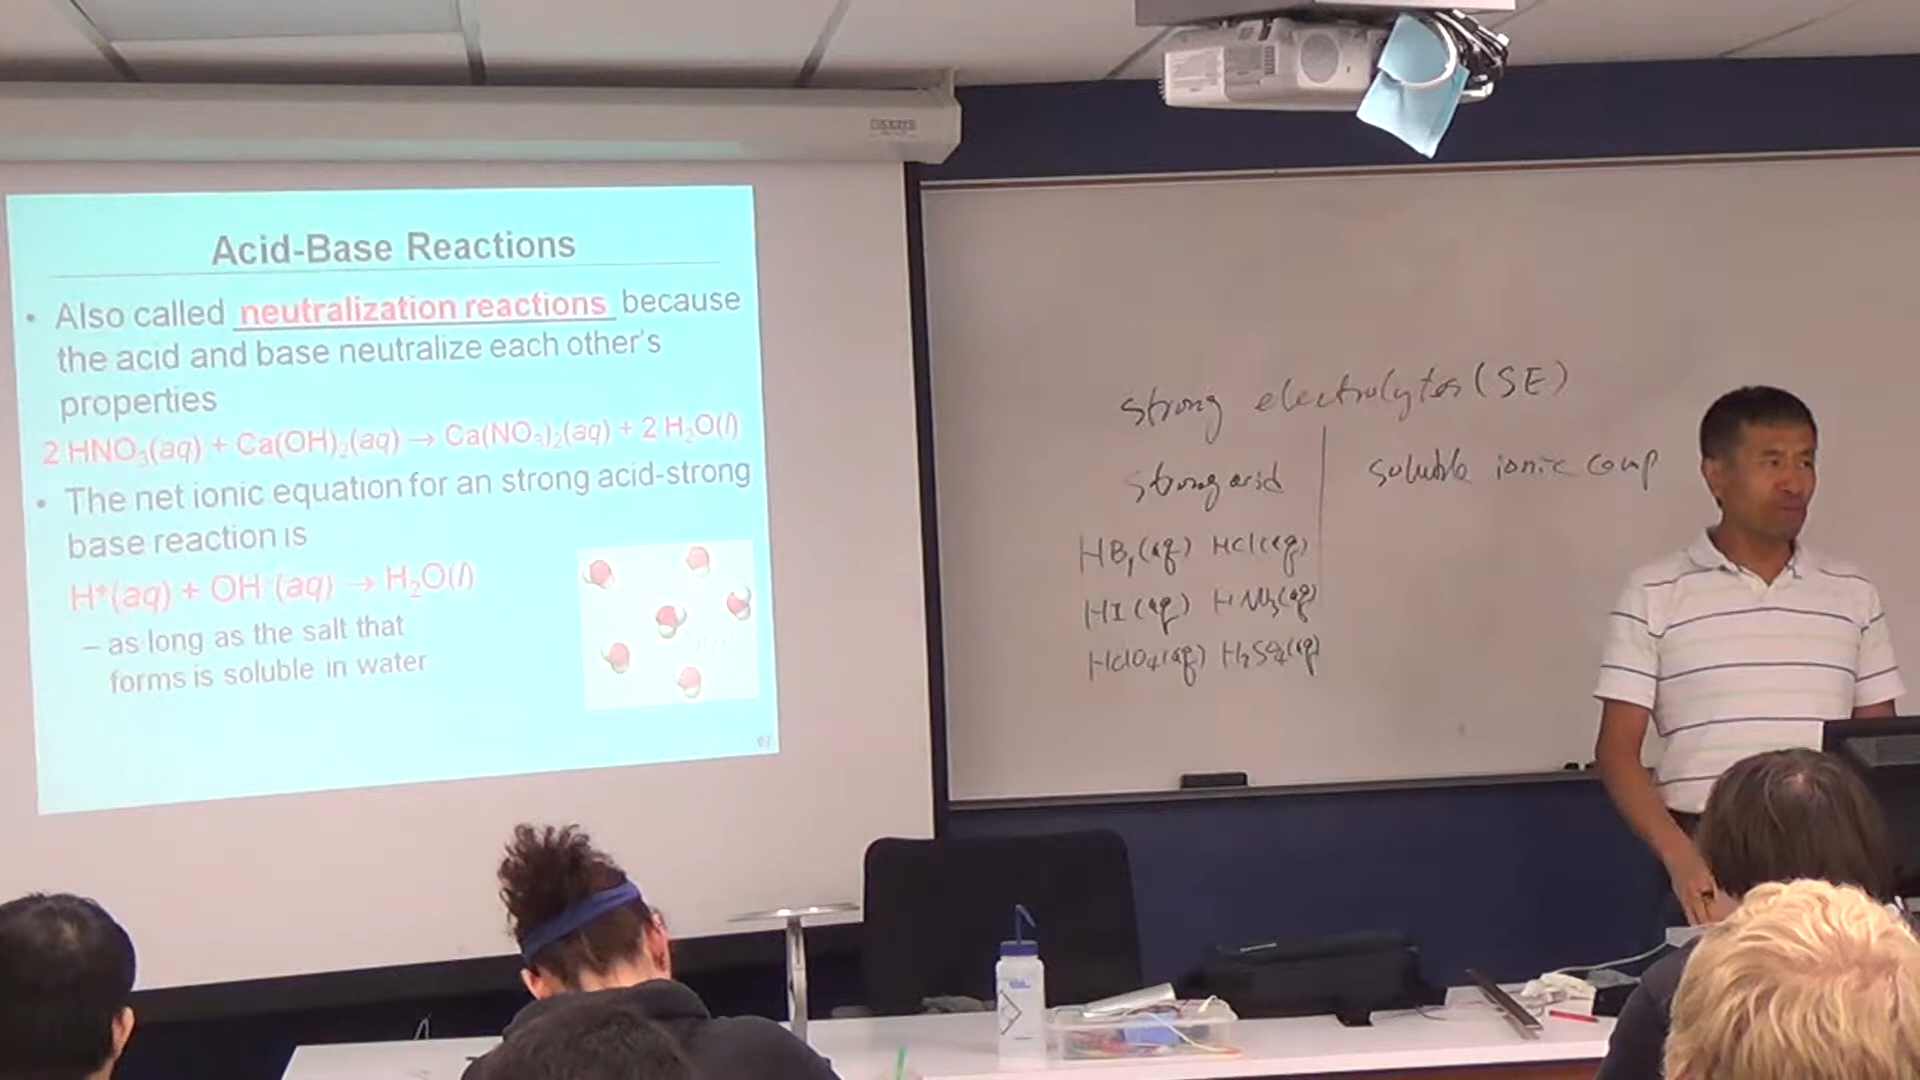 Acid-Base Reactions
• Also called neutralization reactions because
the acid and base neutralize each other's
properties
2 HNO₃(aq) + Ca(OH)₂(aq) → Ca(NO₃)₂(aq) + 2 H₂O(l)
• The net ionic equation for an strong acid-strong
base reaction is
H⁺(aq) + OH (aq) → H₂O(l)
– as long as the salt that
forms is soluble in water
67
strong electrolytes (SE)
strong acid | soluble ionic comp
HBr(aq) HCl(aq)
HI(aq) HNO₃(aq)
HClO₄(aq) H₂SO₄(aq)